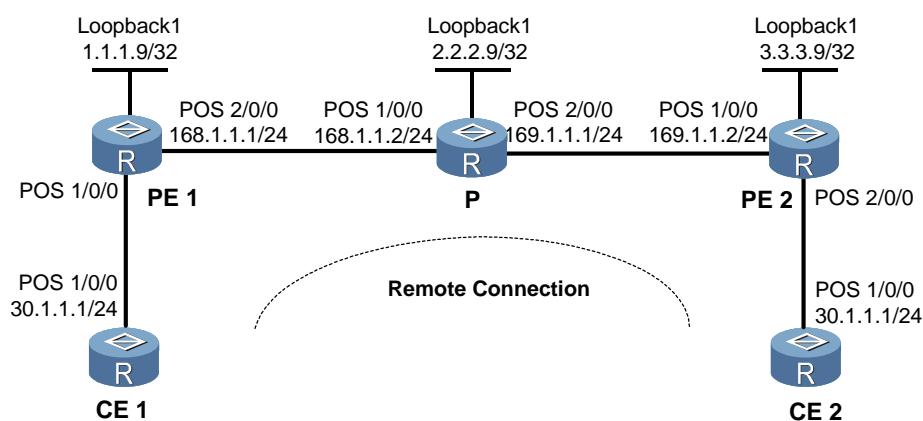 Loopback1
1.1.1.9/32
Loopback1
2.2.2.9/32
Loopback1
3.3.3.9/32
POS 2/0/0
168.1.1.1/24
POS 1/0/0
168.1.1.2/24
POS 2/0/0
169.1.1.1/24
POS 1/0/0
169.1.1.2/24
R
R
R
PE 1
P
PE 2
POS 1/0/0
POS 2/0/0
POS 1/0/0
30.1.1.1/24
Remote Connection
POS 1/0/0
30.1.1.1/24
R
R
CE 1
CE 2